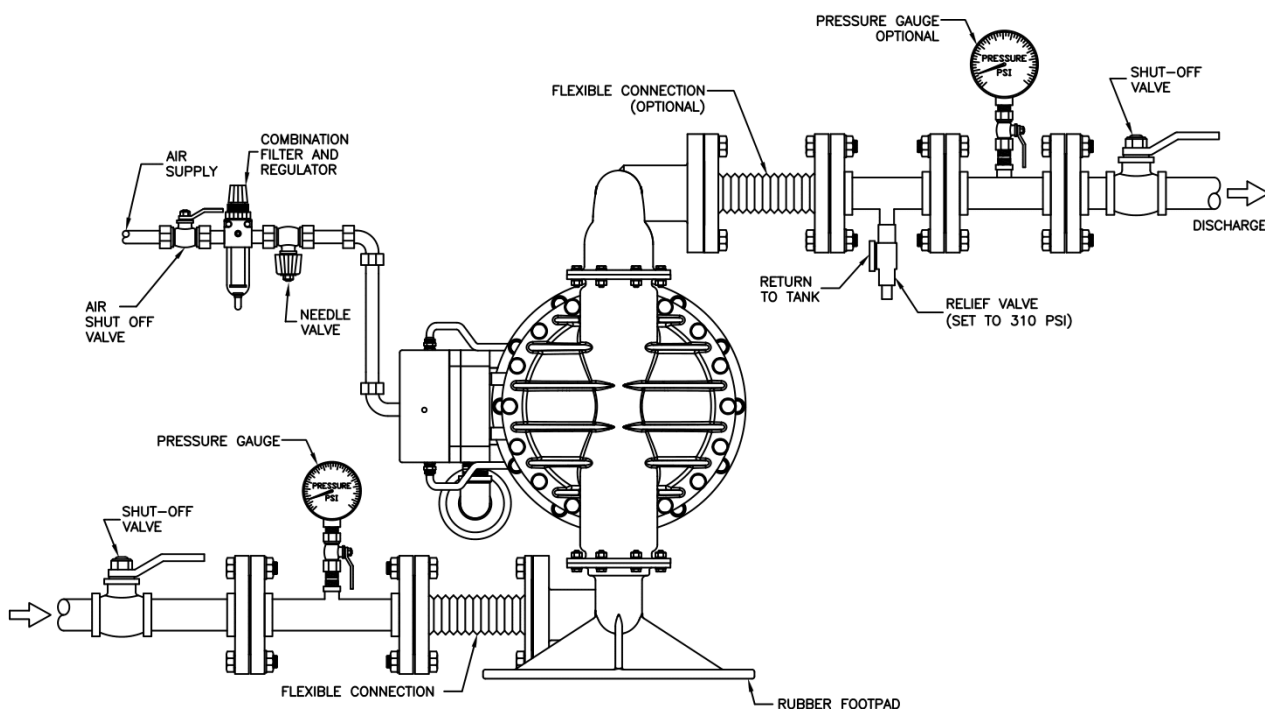 PRESSURE GAUGE
OPTIONAL
PRESSURE
PSI
SHUT-OFF
VALVE
FLEXIBLE CONNECTION
(OPTIONAL)
DISCHARGE
RETURN
TO TANK
RELIEF VALVE
(SET TO 310 PSI)
AIR
SUPPLY
COMBINATION
FILTER AND
REGULATOR
AIR
SHUT OFF
VALVE
NEEDLE
VALVE
PRESSURE GAUGE
PRESSURE
PSI
SHUT-OFF
VALVE
FLEXIBLE CONNECTION
RUBBER FOOTPAD